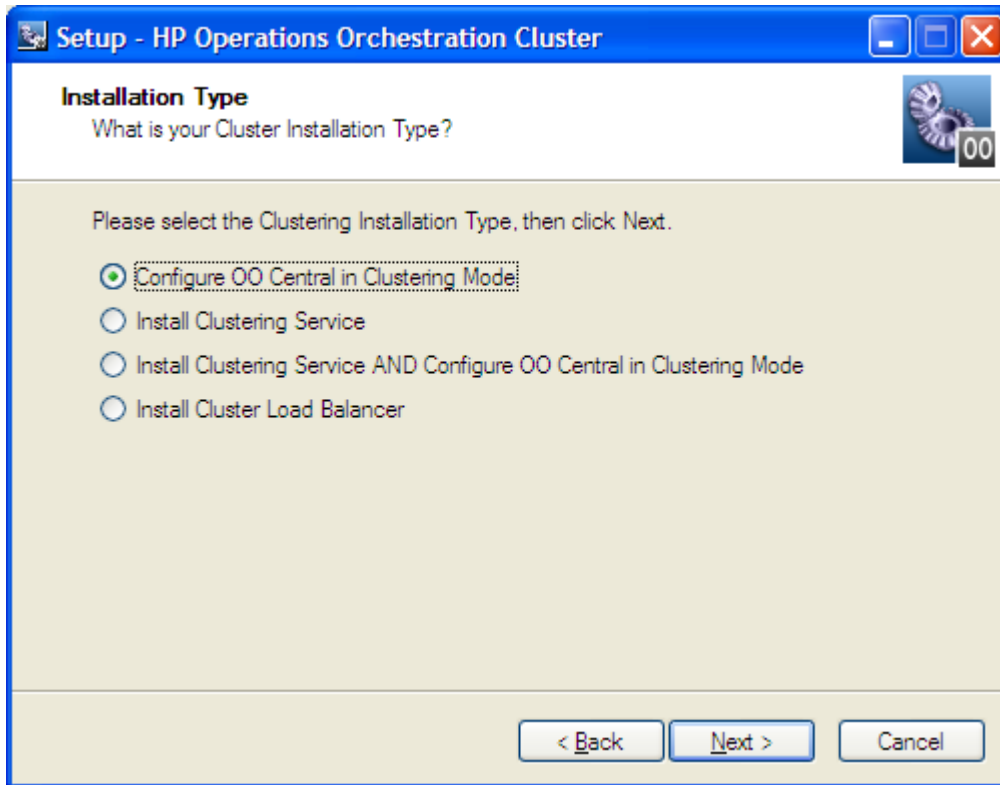 Setup - HP Operations Orchestration Cluster
Installation Type
What is your Cluster Installation Type?
OO
Please select the Clustering Installation Type, then click Next.
Configure OO Central in Clustering Mode
Install Clustering Service
Install Clustering Service AND Configure OO Central in Clustering Mode
Install Cluster Load Balancer
< Back
Next >
Cancel